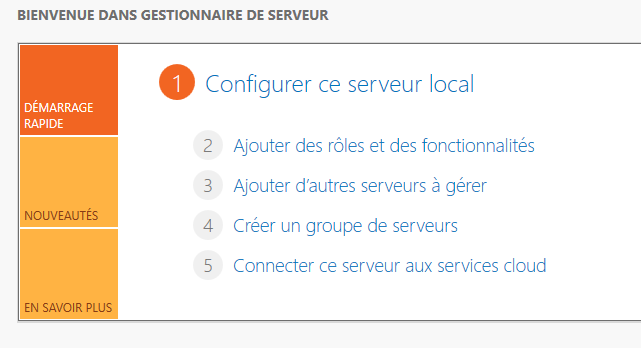 BIENVENUE DANS GESTIONNAIRE DE SERVEUR
DÉMARRAGE
RAPIDE
NOUVEAUTÉS
EN SAVOIR PLUS
1 Configurer ce serveur local
2 Ajouter des rôles et des fonctionnalités
3 Ajouter d’autres serveurs à gérer
4 Créer un groupe de serveurs
5 Connecter ce serveur aux services cloud